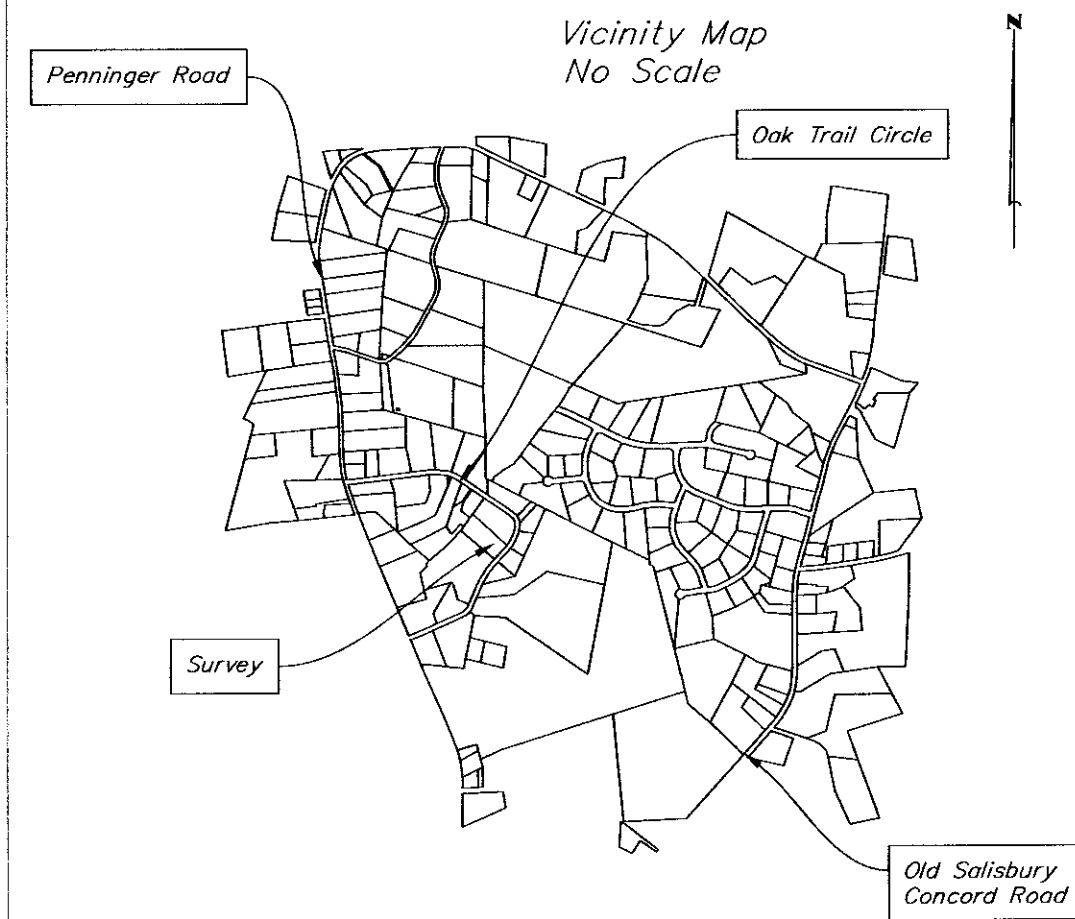 Vicinity Map
No Scale
N
Penninger Road
Oak Trail Circle
Survey
Old Salisbury
Concord Road